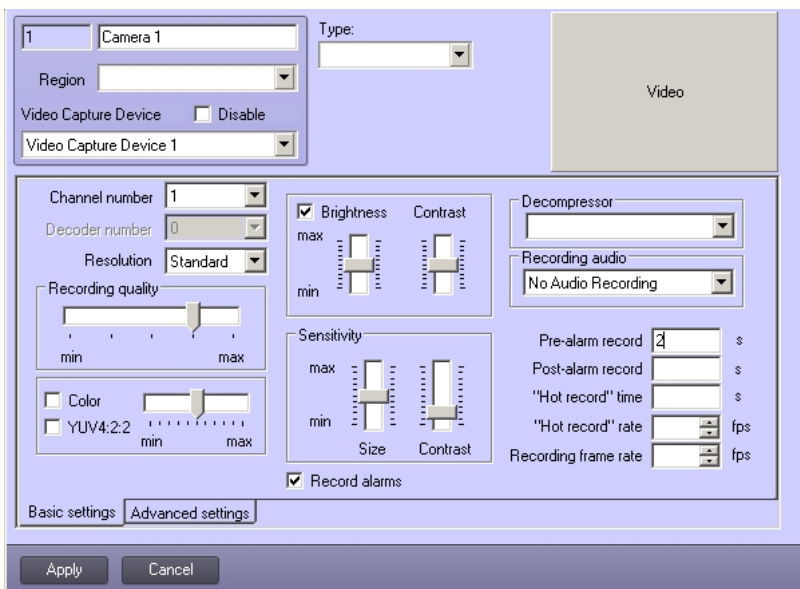 1 Camera 1
Type:
Region
Video Capture Device Disable
Video Capture Device 1
Video
Channel number 1
Decoder number 0
Resolution Standard
Recording quality
min max
Color
YUV4:2:2
min max
Brightness Contrast
max
min
Sensitivity
max
min
Size Contrast
Record alarms
Decompressor
Recording audio
No Audio Recording
Pre-alarm record 2 s
Post-alarm record s
"Hot record" time s
"Hot record" rate fps
Recording frame rate fps
Basic settings Advanced settings
Apply Cancel